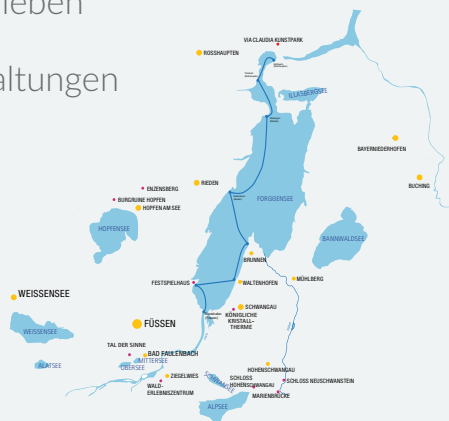 leben
altungen
VIA CLAUDIA KUNSTPARK
ROSSHAUPTEN
ILLASBERGSEE
BAYERNIEDERHOFEN
BUCHING
RIEDEN
ENZENSBERG
BURGRUINE HOPFEN
HOPFEN AM SEE
FORGGENSEE
HOPFENSEE
BANNWALDSEE
BRUNNEN
FESTSPIELHAUS
WALTENHOFEN
MÜHLBERG
WEISSENSEE
SCHWANGAU
KÖNIGLICHE
KRISTALL-
THERME
FÜSSEN
WEISSENSEE
TAL DER SINNE
BAD FAULENBACH
MITTERSEE
OBERSEE
ALATSEE
ZIEGELWIES
WALD-
ERLEBNISZENTRUM
HOHENSCHWANGAU
SCHLOSS
HOHENSCHWANGAU
SCHLOSS NEUSCHWANSTEIN
MARIENBRÜCKE
ALPSEE